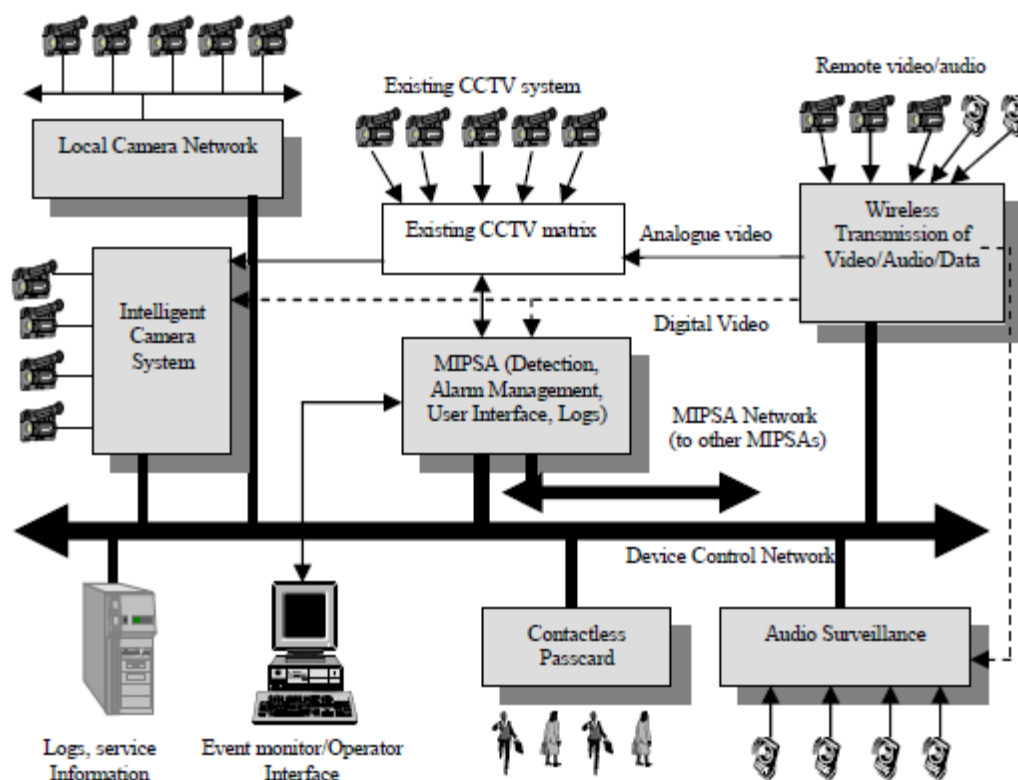 Existing CCTV system
Remote video/audio
Local Camera Network
Existing CCTV matrix
Analogue video
Wireless
Transmission of
Video/Audio/Data
Intelligent
Camera
System
Digital Video
MIPSA (Detection,
Alarm Management,
User Interface, Logs)
MIPSA Network
(to other MIPSAs)
Device Control Network
Contactless
Passcard
Audio Surveillance
Logs, service
Information
Event monitor/Operator
Interface